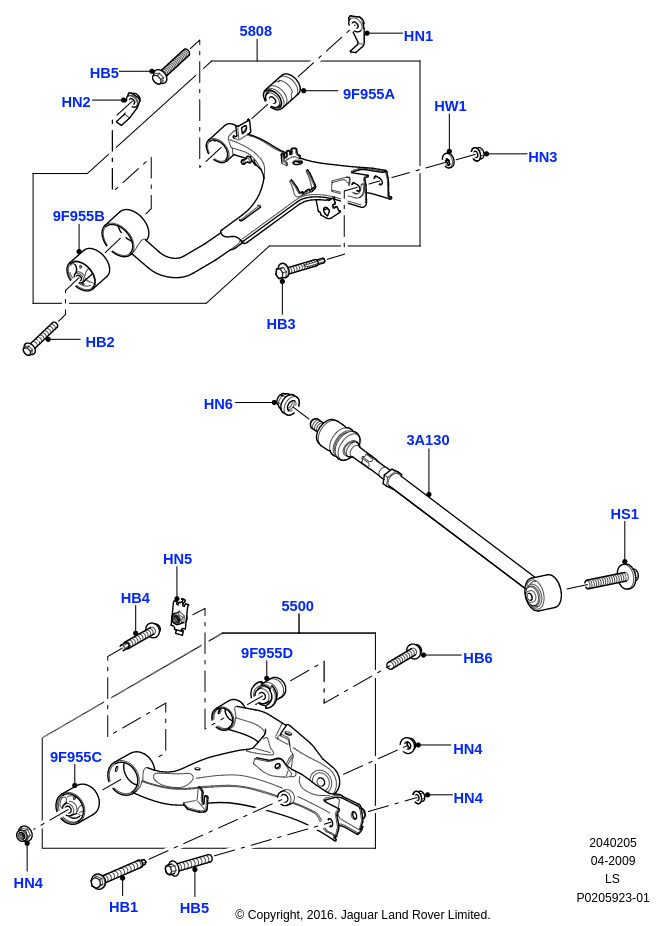 5808
HN1
HB5
HN2
9F955A
HW1
HN3
9F955B
HB3
HB2
HN6
3A130
HS1
HN5
HB4
5500
9F955D
HB6
HN4
9F955C
HN4
HN4
HB1
HB5
2040205
04-2009
LS
P0205923-01
© Copyright, 2016. Jaguar Land Rover Limited.